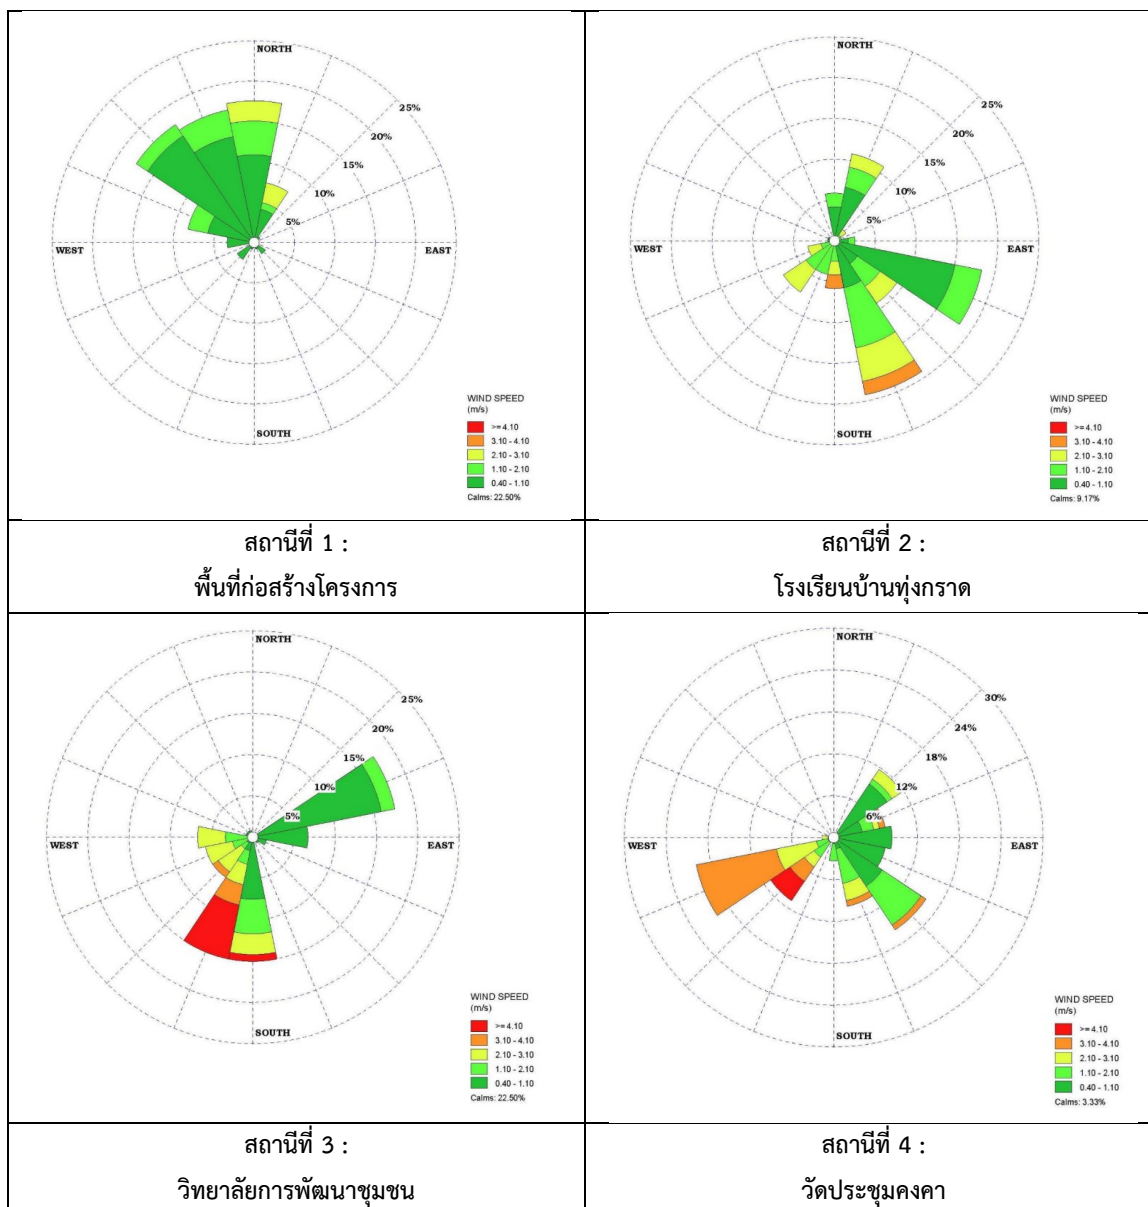 NORTH
25%
20%
15%
10%
5%
WEST
EAST
SOUTH
WIND SPEED
(m/s)
>= 4.10
3.10 - 4.10
2.10 - 3.10
1.10 - 2.10
0.40 - 1.10
Calms: 22.50%
สถานีที่ 1 :
พื้นที่ก่อสร้างโครงการ
NORTH
25%
20%
15%
10%
5%
WEST
EAST
SOUTH
WIND SPEED
(m/s)
>= 4.10
3.10 - 4.10
2.10 - 3.10
1.10 - 2.10
0.40 - 1.10
Calms: 9.17%
สถานีที่ 2 :
โรงเรียนบ้านทุ่งกราด
NORTH
25%
20%
15%
10%
5%
WEST
EAST
SOUTH
WIND SPEED
(m/s)
>= 4.10
3.10 - 4.10
2.10 - 3.10
1.10 - 2.10
0.40 - 1.10
Calms: 22.50%
สถานีที่ 3 :
วิทยาลัยการพัฒนาชุมชน
NORTH
30%
24%
18%
12%
6%
WEST
EAST
SOUTH
WIND SPEED
(m/s)
>= 4.10
3.10 - 4.10
2.10 - 3.10
1.10 - 2.10
0.40 - 1.10
Calms: 3.33%
สถานีที่ 4 :
วัดประชุมคงคา